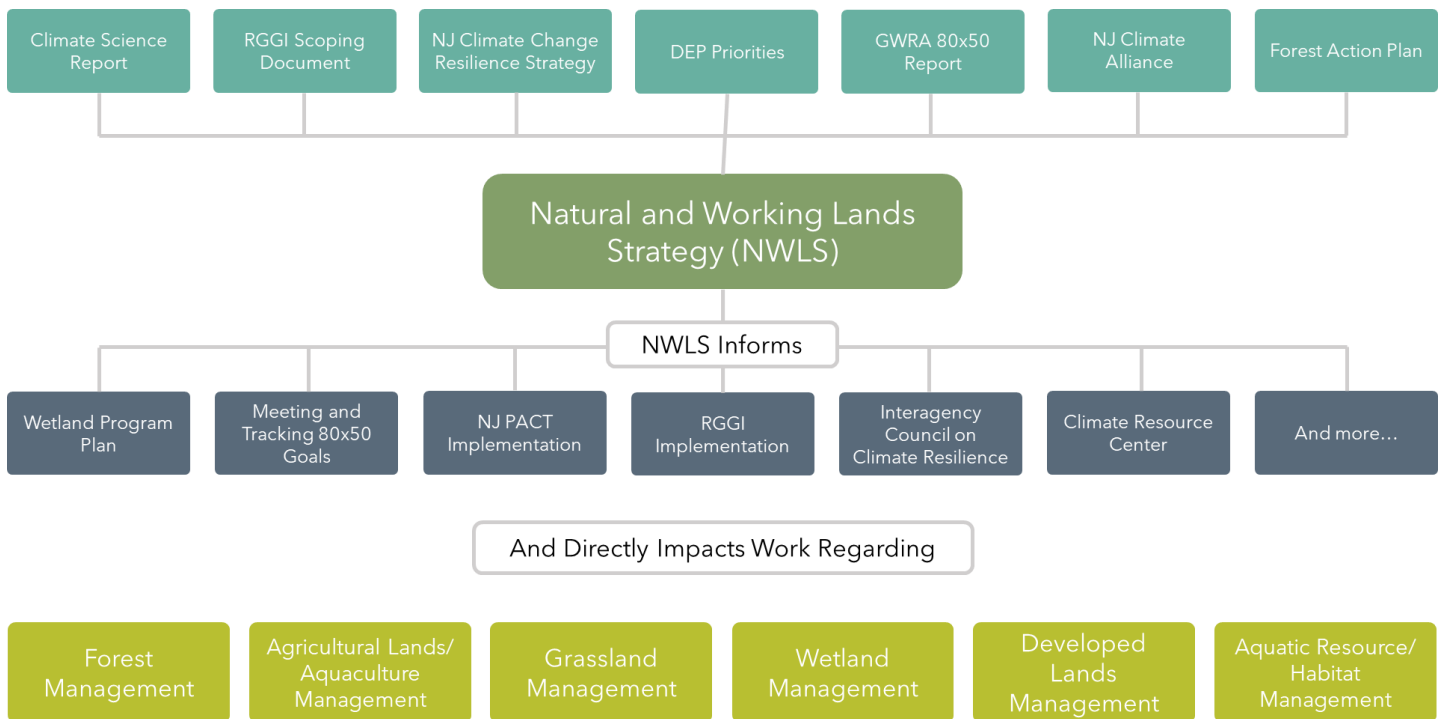 Climate Science
Report
RGGI Scoping
Document
NJ Climate Change
Resilience Strategy
DEP Priorities
GWRA 80x50
Report
NJ Climate
Alliance
Forest Action Plan
Natural and Working Lands
Strategy (NWLS)
NWLS Informs
Wetland Program
Plan
Meeting and
Tracking 80x50
Goals
NJ PACT
Implementation
RGGI
Implementation
Interagency
Council on
Climate Resilience
Climate Resource
Center
And more...
And Directly Impacts Work Regarding
Forest
Management
Agricultural Lands/
Aquaculture
Management
Grassland
Management
Wetland
Management
Developed
Lands
Management
Aquatic Resource/
Habitat
Management